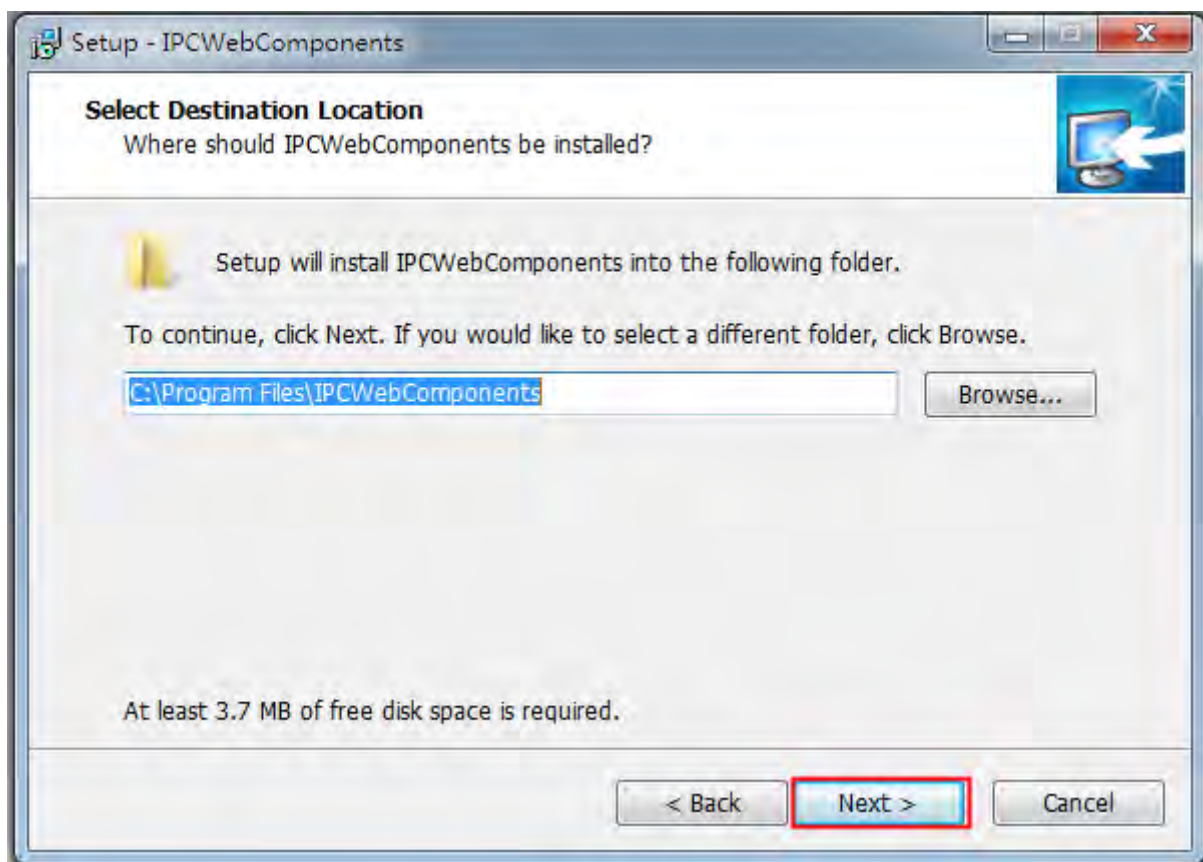 Setup - IPCWebComponents
Select Destination Location
Where should IPCWebComponents be installed?
Setup will install IPCWebComponents into the following folder.
To continue, click Next. If you would like to select a different folder, click Browse.
C:\Program Files\IPCWebComponents
Browse...
At least 3.7 MB of free disk space is required.
< Back
Next >
Cancel